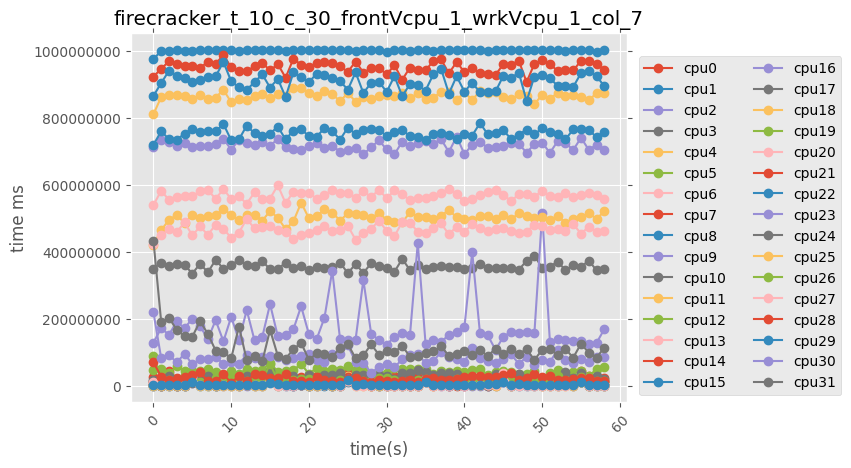 firecracker_t_10_c_30_frontVcpu_1_wrkVcpu_1_col_7
time ms
1000000000
800000000
600000000
400000000
200000000
0
0
10
20
30
40
50
60
time(s)
cpu0
cpu1
cpu2
cpu3
cpu4
cpu5
cpu6
cpu7
cpu8
cpu9
cpu10
cpu11
cpu12
cpu13
cpu14
cpu15
cpu16
cpu17
cpu18
cpu19
cpu20
cpu21
cpu22
cpu23
cpu24
cpu25
cpu26
cpu27
cpu28
cpu29
cpu30
cpu31